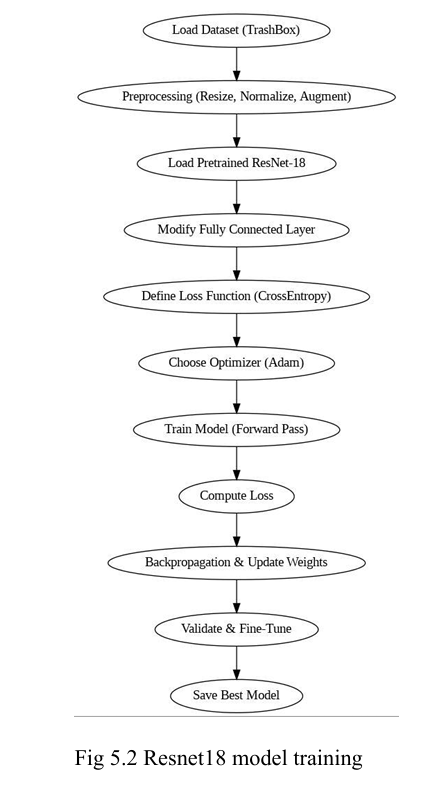 Load Dataset (TrashBox)
Preprocessing (Resize, Normalize, Augment)
Load Pretrained ResNet-18
Modify Fully Connected Layer
Define Loss Function (CrossEntropy)
Choose Optimizer (Adam)
Train Model (Forward Pass)
Compute Loss
Backpropagation & Update Weights
Validate & Fine-Tune
Save Best Model
Fig 5.2 Resnet18 model training